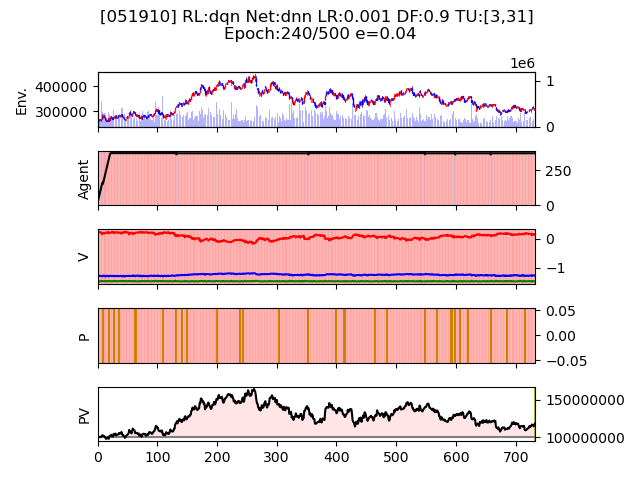 [051910] RL:dqn Net:dnn LR:0.001 DF:0.9 TU:[3,31]
Epoch:240/500 e=0.04
1e6
Env.
400000
300000
1
0
Agent
250
0
V
0
−1
P
0.05
0.00
−0.05
PV
150000000
100000000
0 100 200 300 400 500 600 700